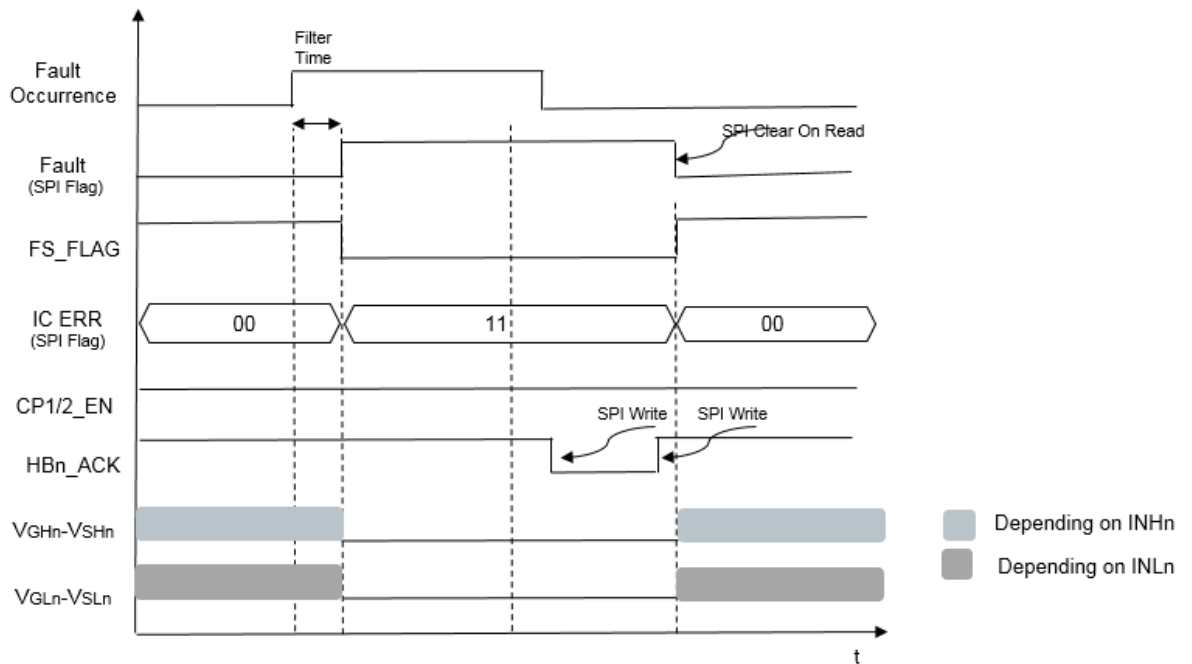 Filter
Time
Fault
Occurrence
SPI Clear On Read
Fault
(SPI Flag)
FS_FLAG
IC ERR
(SPI Flag)
00
11
00
CP1/2_EN
SPI Write
SPI Write
HBn_ACK
VGHn-VSHn
Depending on INHn
VGLn-VSLn
Depending on INLn
t